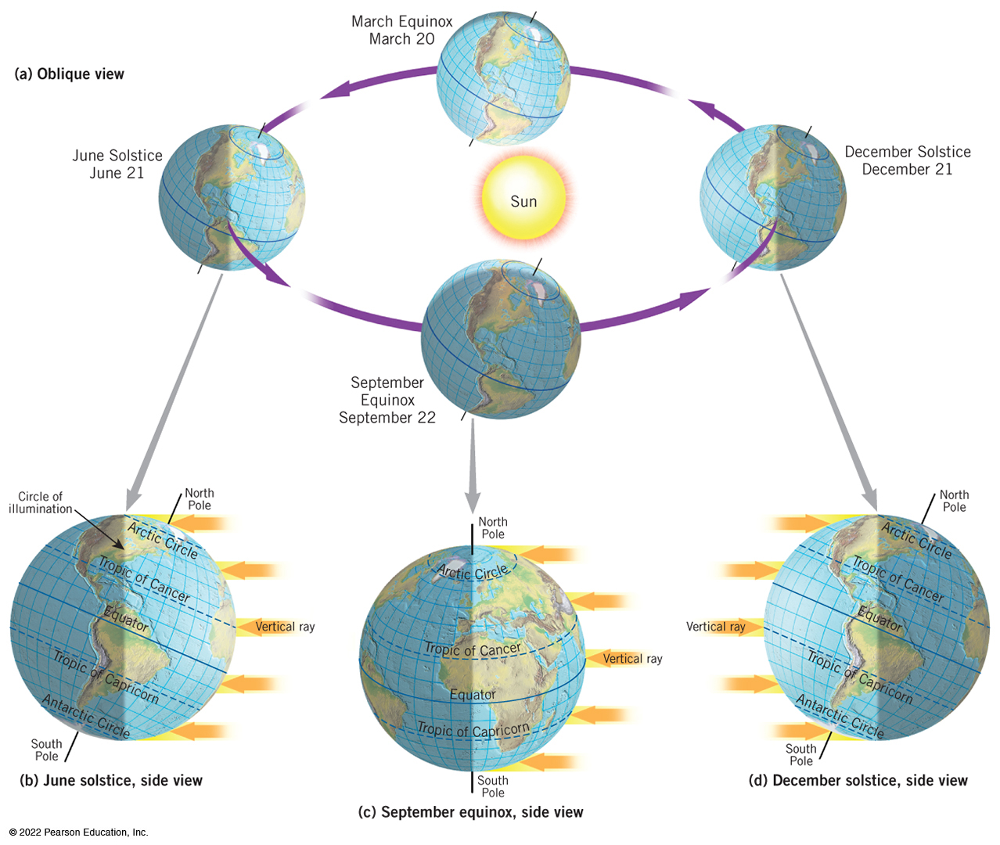 March Equinox
March 20
(a) Oblique view
June Solstice
June 21
December Solstice
December 21
Sun
September
Equinox
September 22
Circle of
illumination
North
Pole
Arctic Circle
Tropic of Cancer
Equator
Vertical ray
Tropic of Capricorn
Antarctic Circle
South
Pole
(b) June solstice, side view
North
Pole
Arctic Circle
Tropic of Cancer
Vertical ray
Equator
Tropic of Capricorn
South
Pole
(c) September equinox, side view
North
Pole
Arctic Circle
Tropic of Cancer
Equator
Vertical ray
Tropic of Capricorn
Antarctic Circle
South
Pole
(d) December solstice, side view
© 2022 Pearson Education, Inc.